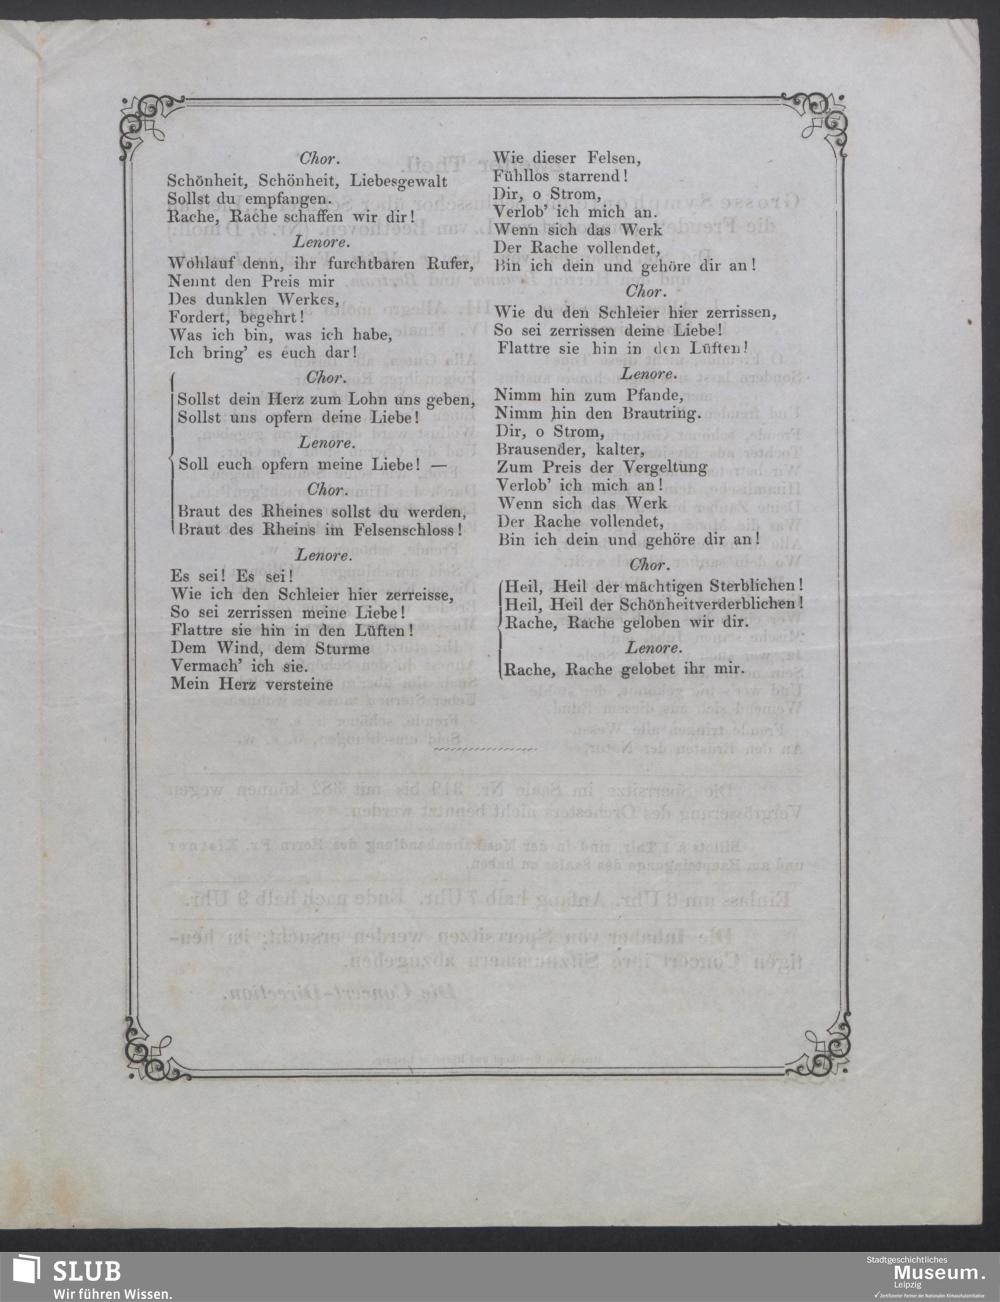 Chor.
Schönheit, Schönheit, Liebesgewalt
Sollst du empfangen.
Rache, Rache schaffen wir dir!
Lenore.
Wohlauf denn, ihr furchtbaren Rufer,
Nennt den Preis mir
Des dunklen Werkes,
Fordert, begehrt!
Was ich bin, was ich habe,
Ich bring' es euch dar!
Chor.
Sollst dein Herz zum Lohn uns geben,
Sollst uns opfern deine Liebe!
Lenore.
Soll euch opfern meine Liebe! —
Chor.
Braut des Rheines sollst du werden,
Braut des Rheins im Felsenschloss!
Lenore.
Es sei! Es sei!
Wie ich den Schleier hier zerreisse,
So sei zerrissen meine Liebe!
Flattre sie hin in den Lüften!
Dem Wind, dem Sturme
Vermach' ich sie.
Mein Herz versteine
Wie dieser Felsen,
Fühllos starrend!
Dir, o Strom,
Verlob' ich mich an.
Wenn sich das Werk
Der Rache vollendet,
Bin ich dein und gehöre dir an!
Chor.
Wie du den Schleier hier zerrissen,
So sei zerrissen deine Liebe!
Flattre sie hin in den Lüften!
Lenore.
Nimm hin zum Pfande,
Nimm hin den Brautring.
Dir, o Strom,
Brausender, kalter,
Zum Preis der Vergeltung
Verlob' ich mich an!
Wenn sich das Werk
Der Rache vollendet,
Bin ich dein und gehöre dir an!
Chor.
Heil, Heil der mächtigen Sterblichen!
Heil, Heil der Schönheitverderblichen!
Rache, Rache geloben wir dir.
Lenore.
Rache, Rache gelobet ihr mir.
SLUB
Wir führen Wissen.
Stadtgeschichtliches
Museum.
Leipzig
Zertifizierter Partner der Nationalen Klimaschutzinitiative